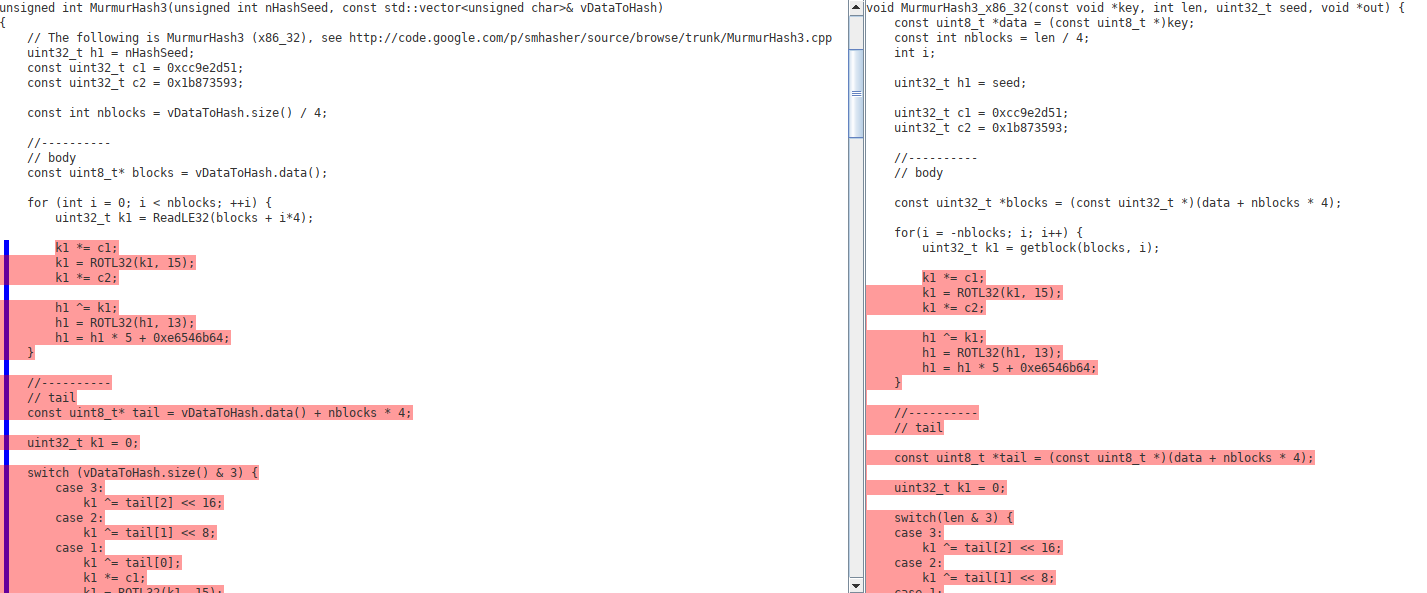 unsigned int MurmurHash3(unsigned int nHashSeed, const std::vector<unsigned char>& vDataToHash)
{
    // The following is MurmurHash3 (x86_32), see http://code.google.com/p/smhasher/source/browse/trunk/MurmurHash3.cpp
    uint32_t h1 = nHashSeed;
    const uint32_t c1 = 0xcc9e2d51;
    const uint32_t c2 = 0x1b873593;

    const int nblocks = vDataToHash.size() / 4;

    //----------
    // body
    const uint8_t* blocks = vDataToHash.data();

    for (int i = 0; i < nblocks; ++i) {
        uint32_t k1 = ReadLE32(blocks + i*4);

        k1 *= c1;
        k1 = ROTL32(k1, 15);
        k1 *= c2;

        h1 ^= k1;
        h1 = ROTL32(h1, 13);
        h1 = h1 * 5 + 0xe6546b64;
    }

    //----------
    // tail
    const uint8_t* tail = vDataToHash.data() + nblocks * 4;

    uint32_t k1 = 0;

    switch (vDataToHash.size() & 3) {
        case 3:
            k1 ^= tail[2] << 16;
        case 2:
            k1 ^= tail[1] << 8;
        case 1:
            k1 ^= tail[0];
            k1 *= c1;
            k1 = ROTL32(k1, 15);
void MurmurHash3_x86_32(const void *key, int len, uint32_t seed, void *out) {
    const uint8_t *data = (const uint8_t *)key;
    const int nblocks = len / 4;
    int i;

    uint32_t h1 = seed;

    uint32_t c1 = 0xcc9e2d51;
    uint32_t c2 = 0x1b873593;

    //----------
    // body

    const uint32_t *blocks = (const uint32_t *)(data + nblocks * 4);

    for(i = -nblocks; i; i++) {
        uint32_t k1 = getblock(blocks, i);

        k1 *= c1;
        k1 = ROTL32(k1, 15);
        k1 *= c2;

        h1 ^= k1;
        h1 = ROTL32(h1, 13);
        h1 = h1 * 5 + 0xe6546b64;
    }

    //----------
    // tail

    const uint8_t *tail = (const uint8_t *)(data + nblocks * 4);

    uint32_t k1 = 0;

    switch(len & 3) {
    case 3:
        k1 ^= tail[2] << 16;
    case 2:
        k1 ^= tail[1] << 8;
    case 1: